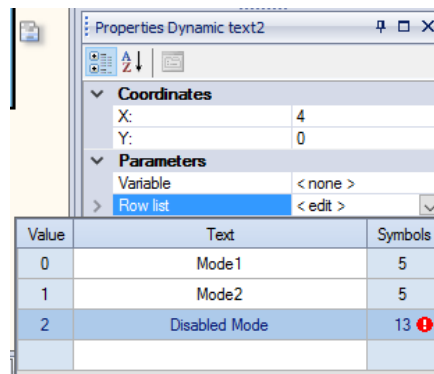 Properties Dynamic text2
Coordinates
X: 4
Y: 0
Parameters
Variable < none >
Row list < edit >
Value Text Symbols
0 Mode1 5
1 Mode2 5
2 Disabled Mode 13